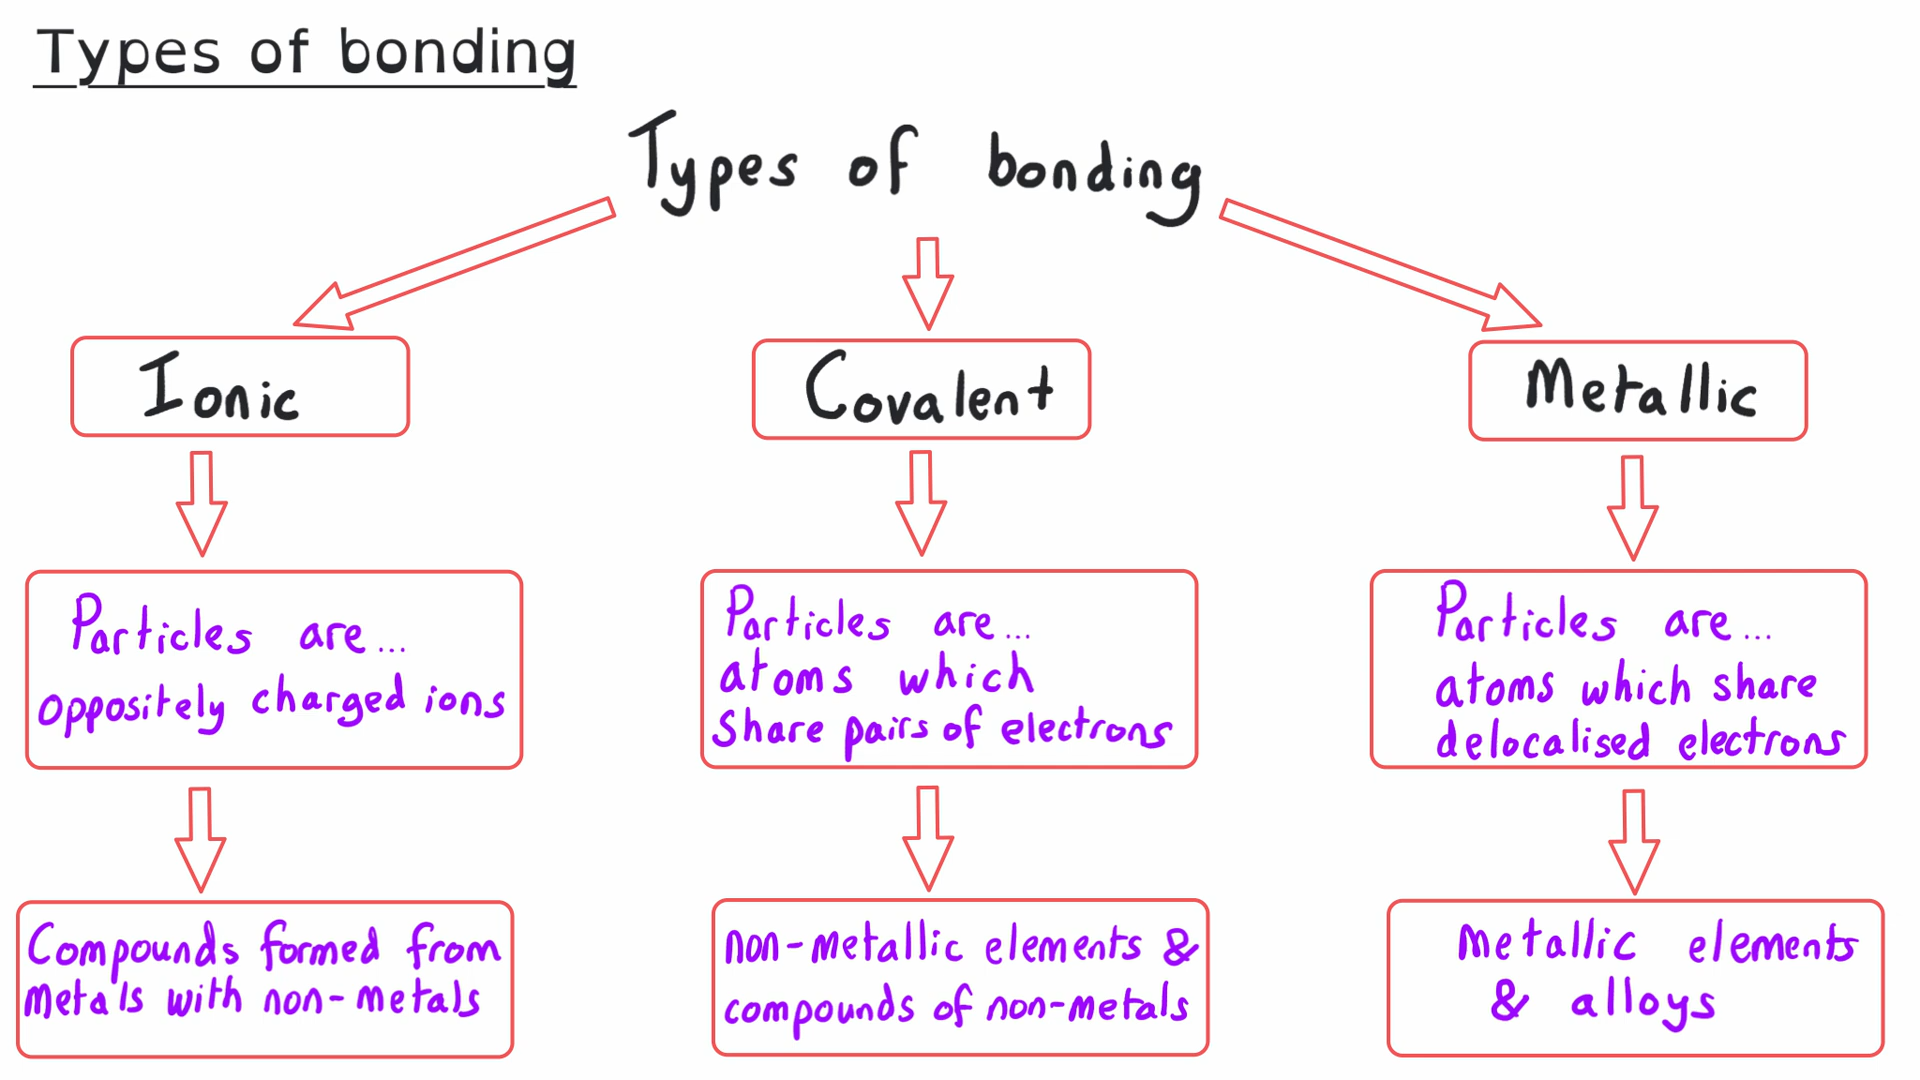 Types of bonding
Types of bonding
Ionic
Covalent
Metallic
Particles are...
oppositely charged ions
Particles are...
atoms which
Share pairs of electrons
Particles are...
atoms which share
delocalised electrons
Compounds formed from
metals with non-metals
non-metallic elements &
compounds of non-metals
Metallic elements
& alloys